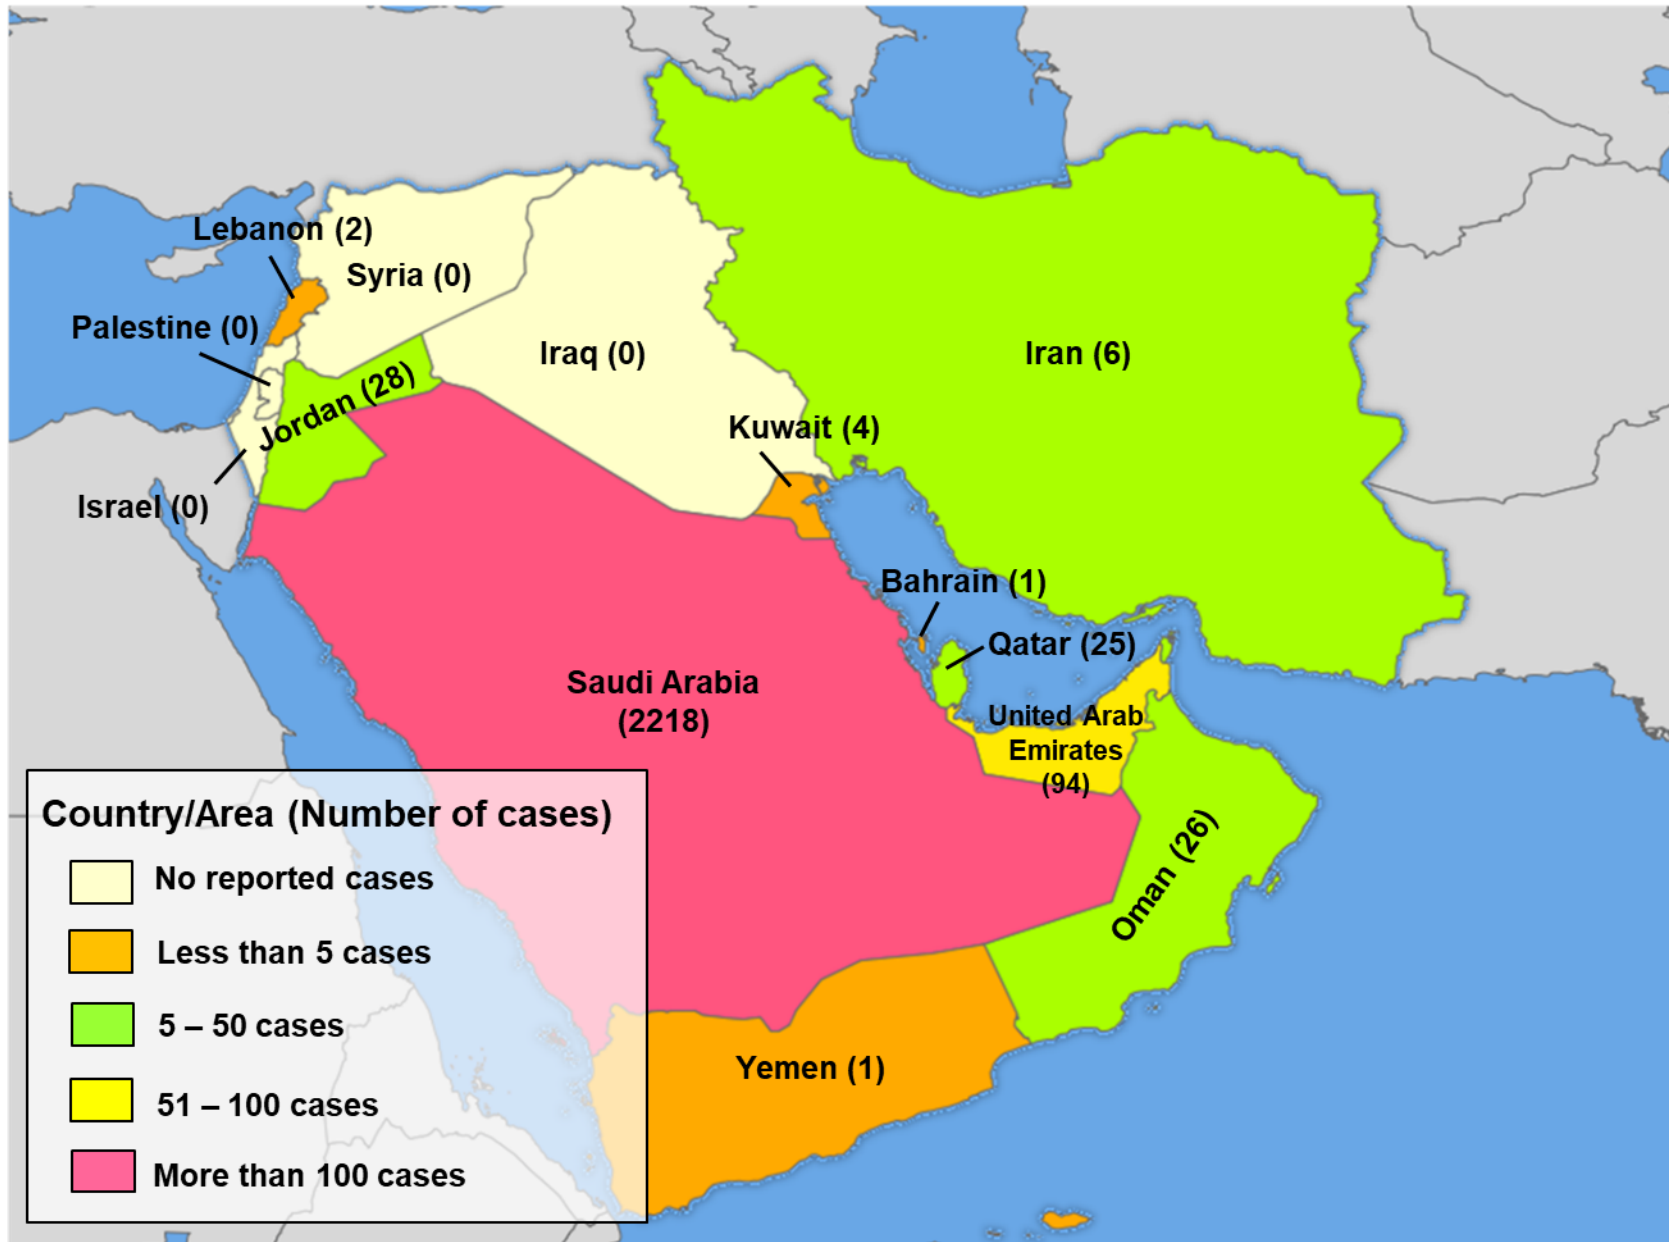 Lebanon (2)
Syria (0)
Palestine (0)
Iraq (0)
Iran (6)
Jordan (28)
Kuwait (4)
Israel (0)
Bahrain (1)
Qatar (25)
Saudi Arabia
(2218)
United Arab
Emirates
(94)
Oman (26)
Yemen (1)
Country/Area (Number of cases)
No reported cases
Less than 5 cases
5 – 50 cases
51 – 100 cases
More than 100 cases